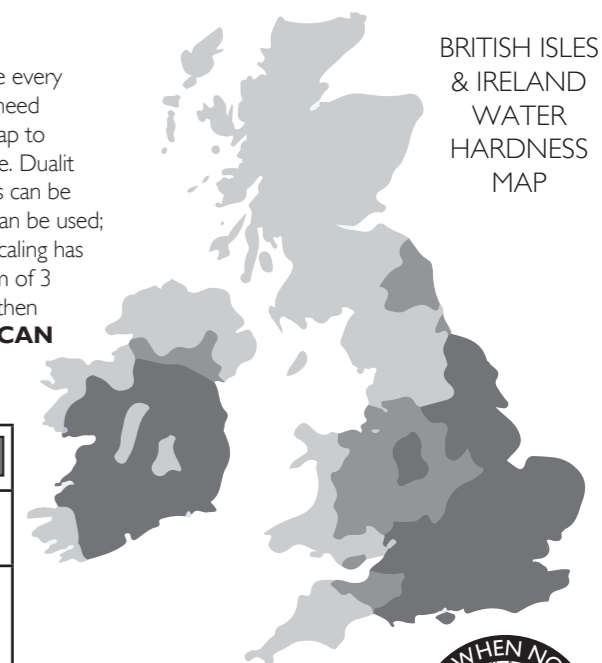 e every
need
ap to
e. Dualit
s can be
an be used;
caling has
n of 3
then
CAN
BRITISH ISLES
& IRELAND
WATER
HARDNESS
MAP
WHEN NO